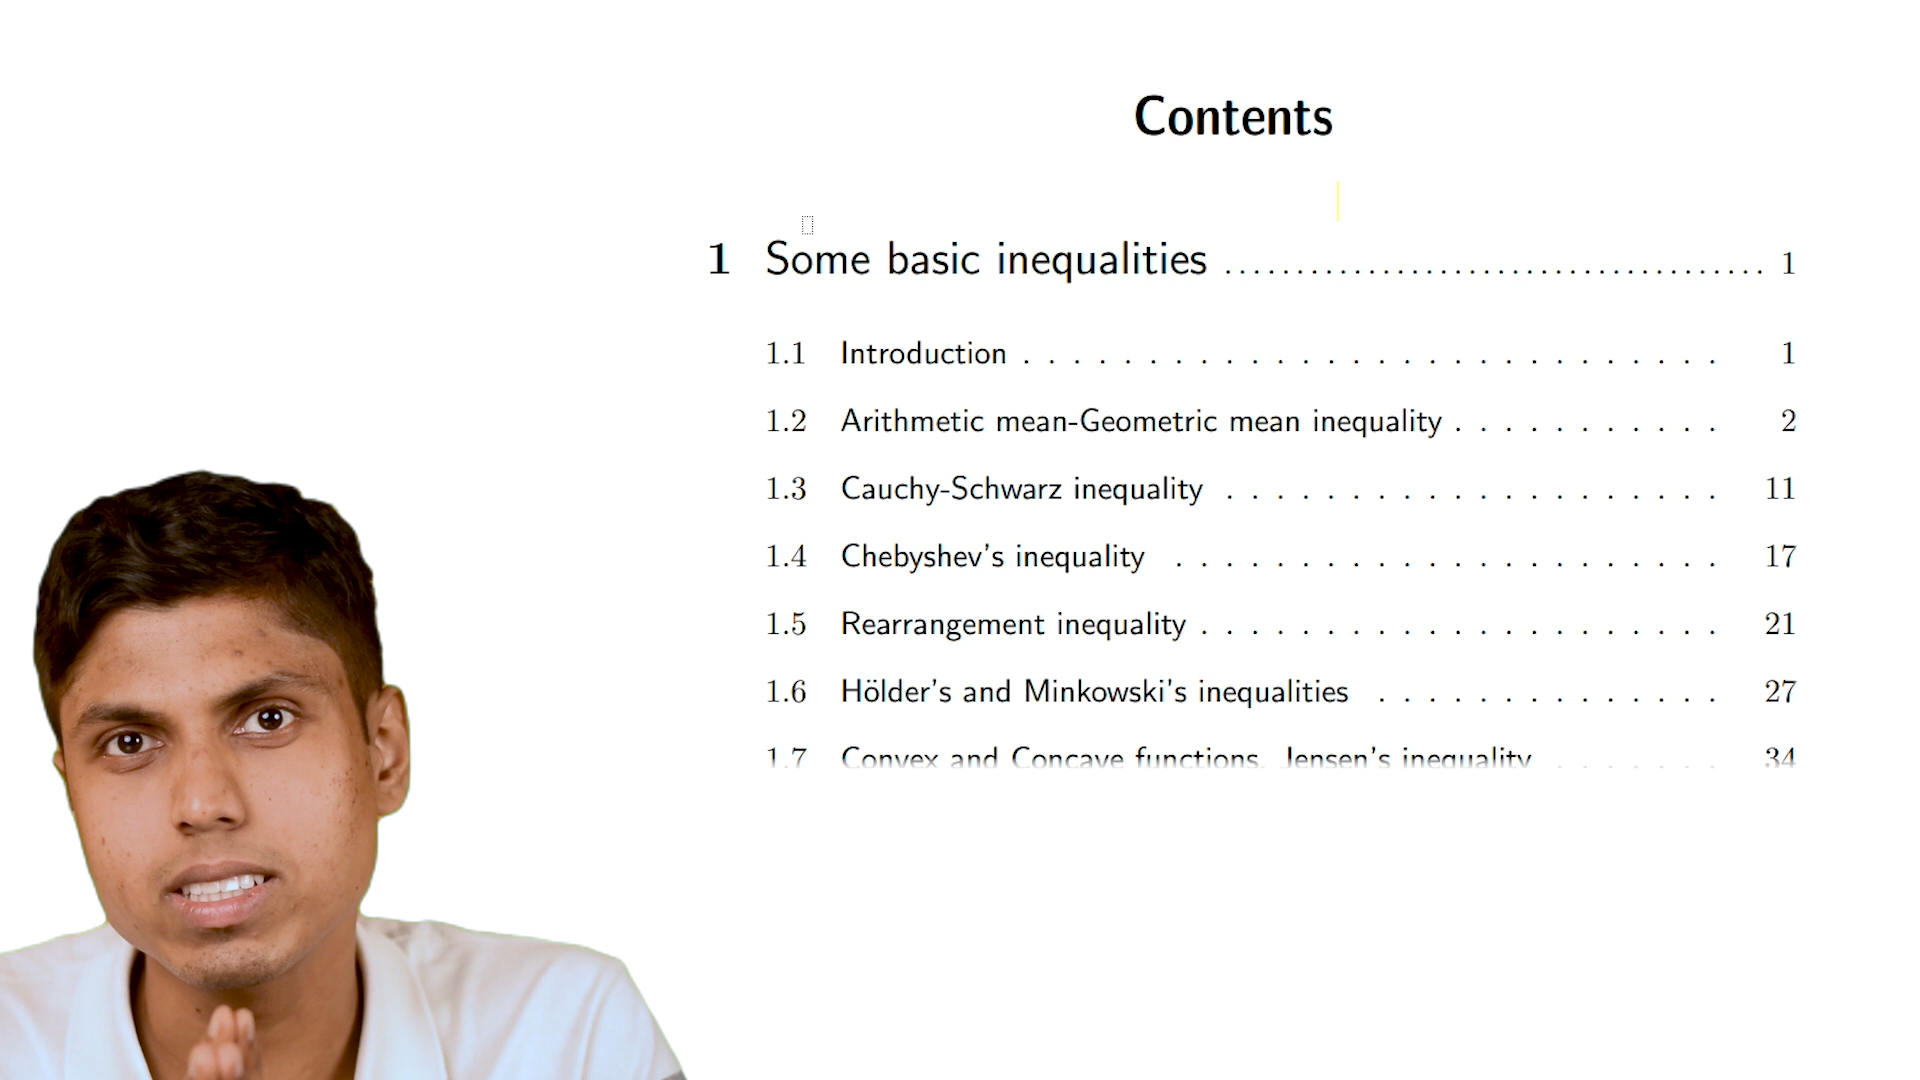 Contents
1 Some basic inequalities ..................................... 1
1.1 Introduction . . . . . . . . . . . . . . . . . . . . . . . . . . . . 1
1.2 Arithmetic mean-Geometric mean inequality . . . . . . . . . . . 2
1.3 Cauchy-Schwarz inequality . . . . . . . . . . . . . . . . . . . . 11
1.4 Chebyshev's inequality . . . . . . . . . . . . . . . . . . . . . . 17
1.5 Rearrangement inequality . . . . . . . . . . . . . . . . . . . . . 21
1.6 Hölder's and Minkowski's inequalities . . . . . . . . . . . . . . 27
1.7 Convex and Concave functions, Jensen's inequality . . . . . . . 34